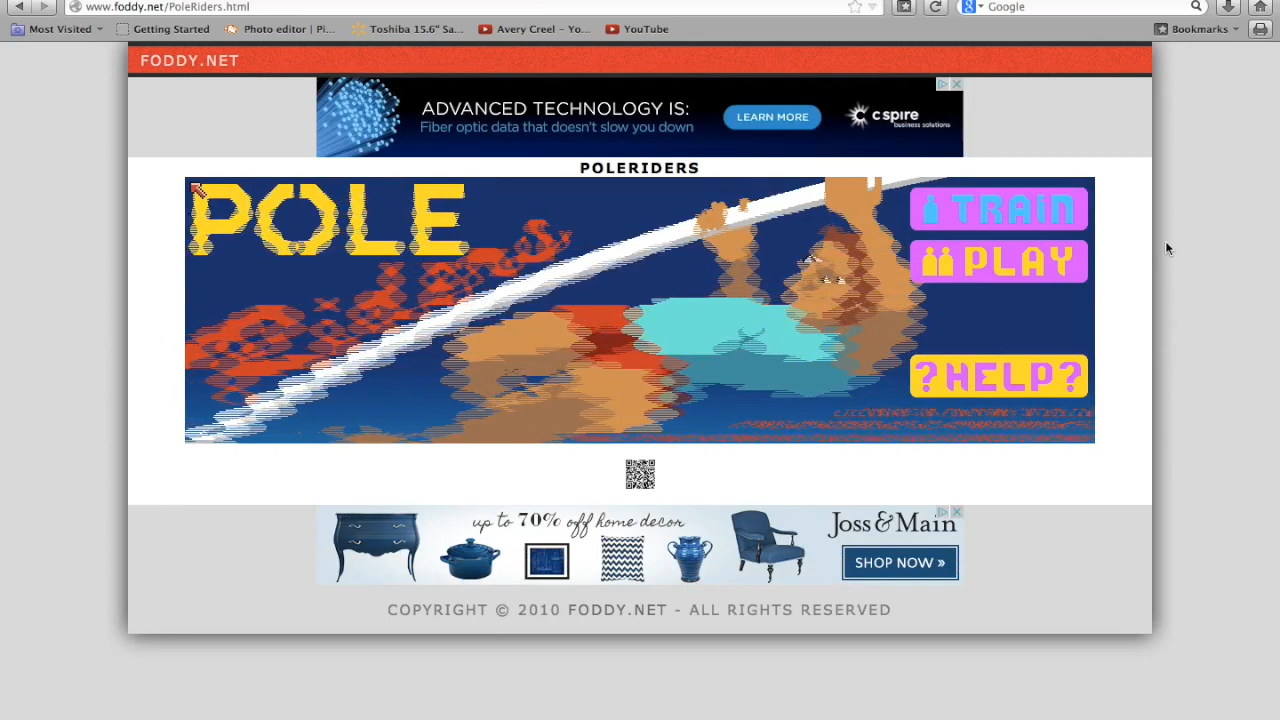 www.foddy.net/PoleRiders.html
Google
Most Visited
Getting Started
Photo editor | Pi...
Toshiba 15.6" Sa...
Avery Creel - Yo...
YouTube
Bookmarks
FODDY.NET
ADVANCED TECHNOLOGY IS:
Fiber optic data that doesn't slow you down
LEARN MORE
c spire
business solutions
POLERIDERS
POLE
Riders
TRAIN
PLAY
?HELP?
up to 70% off home decor
Joss&Main
SHOP NOW »
COPYRIGHT © 2010 FODDY.NET - ALL RIGHTS RESERVED